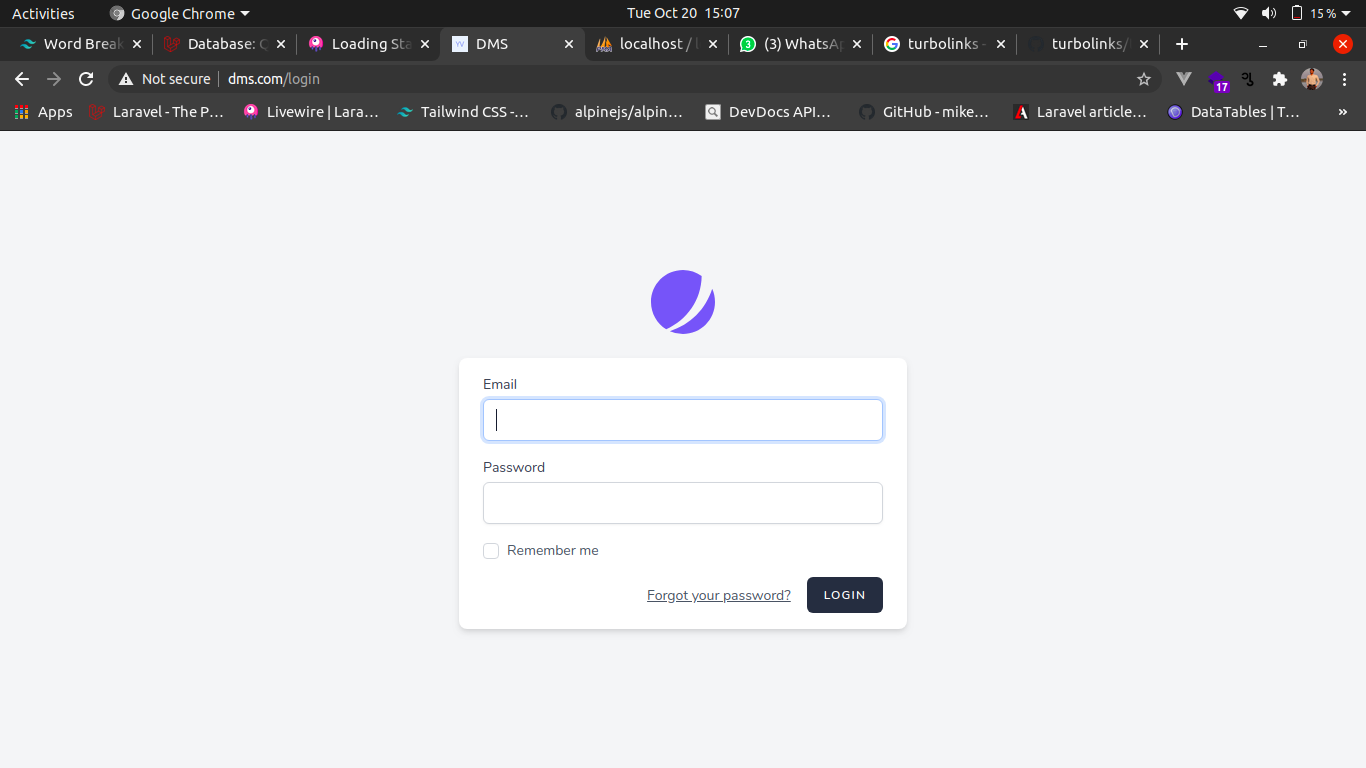 Activities Google Chrome Tue Oct 20 15:07 15 %
Word Break Database: Q Loading Sta DMS localhost / l (3) WhatsAp turbolinks - turbolinks/
Not secure dms.com/login 17
Apps Laravel - The P... Livewire | Lara... Tailwind CSS -... alpinejs/alpin... DevDocs API... GitHub - mike... Laravel article... DataTables | T... »
Email
Password
Remember me
Forgot your password? LOGIN